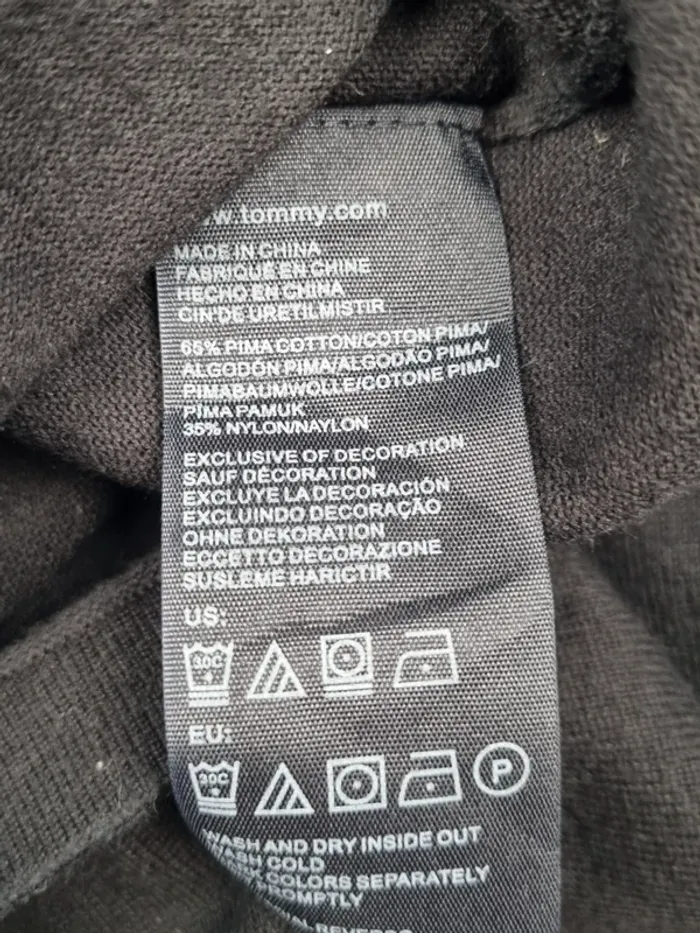 w.tommy.com
MADE IN CHINA
FABRIQUE EN CHINE
HECHO EN CHINA
CIN'DE URETILMISTIR
65% PIMA COTTON/COTON PIMA/
ALGODÓN PIMA/ALGODÃO PIMA/
PIMABAUMWOLLE/COTONE PIMA/
PIMA PAMUK
35% NYLON/NAYLON
EXCLUSIVE OF DECORATION
SAUF DÉCORATION
EXCLUYE LA DECORACIÓN
EXCLUINDO DECORAÇÃO
OHNE DEKORATION
ECCETTO DECORAZIONE
SUSLEME HARICTIR
US:
30C
EU:
30C P
WASH AND DRY INSIDE OUT
WASH COLD
COLORS SEPARATELY
PROMPTLY
REVERSO